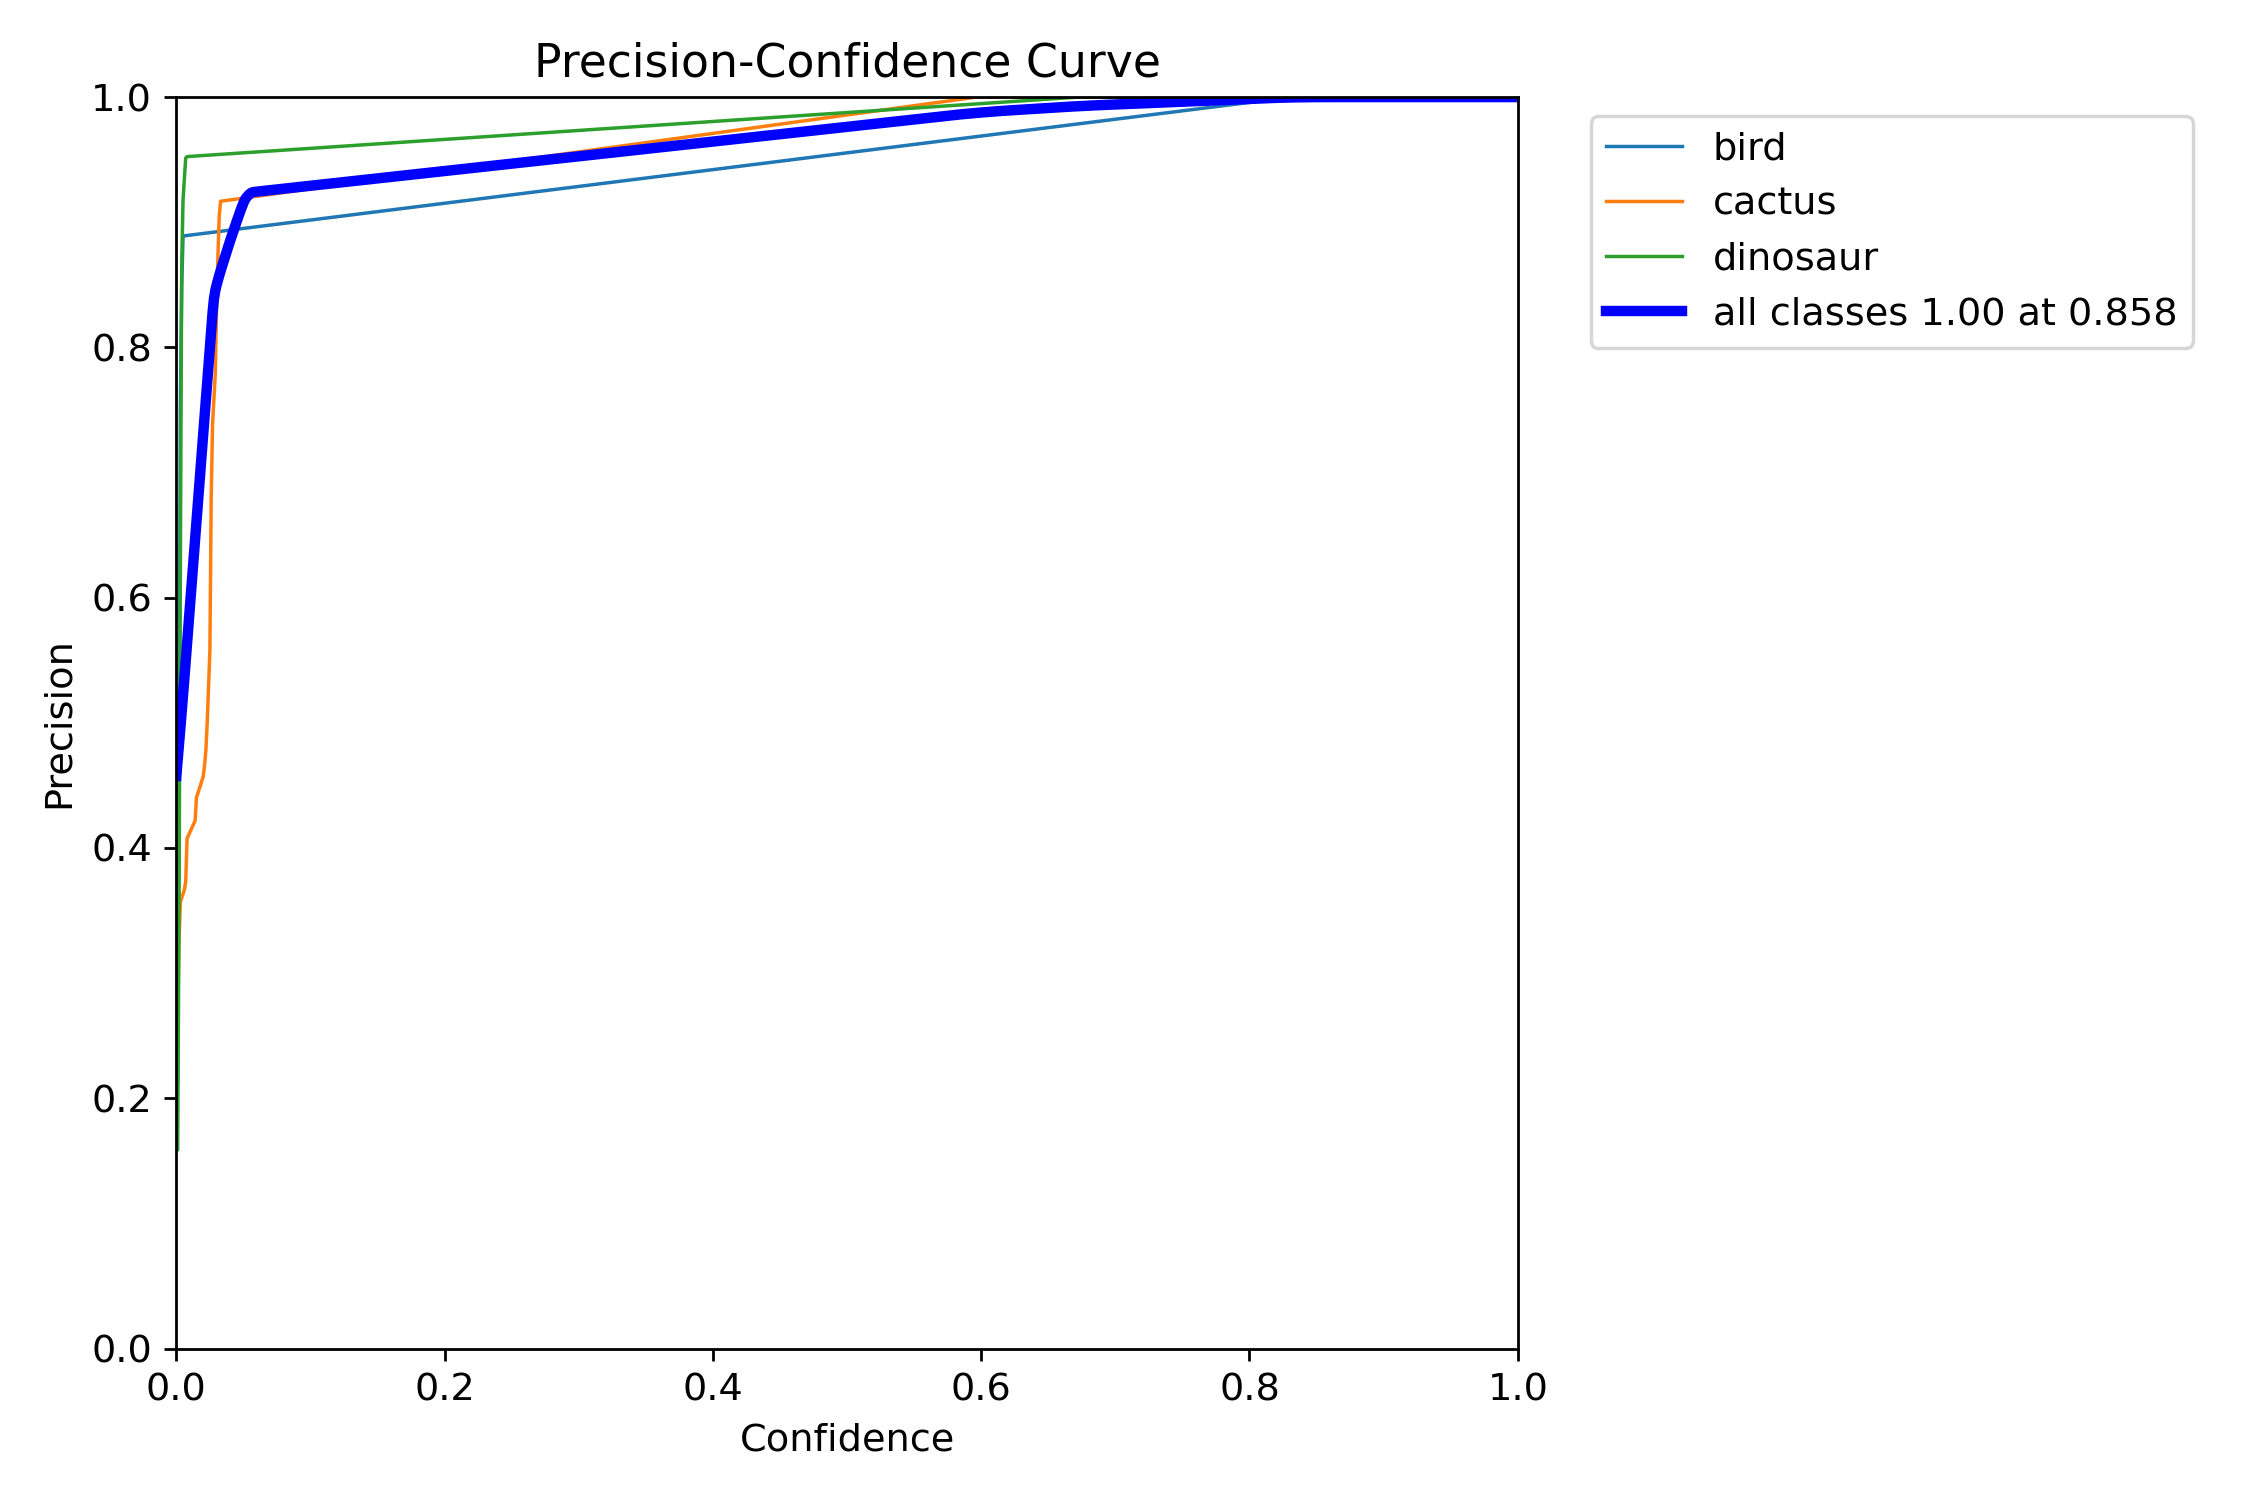 Precision-Confidence Curve
1.0
0.8
0.6
0.4
0.2
0.0
Precision
0.0 0.2 0.4 0.6 0.8 1.0
Confidence
bird
cactus
dinosaur
all classes 1.00 at 0.858